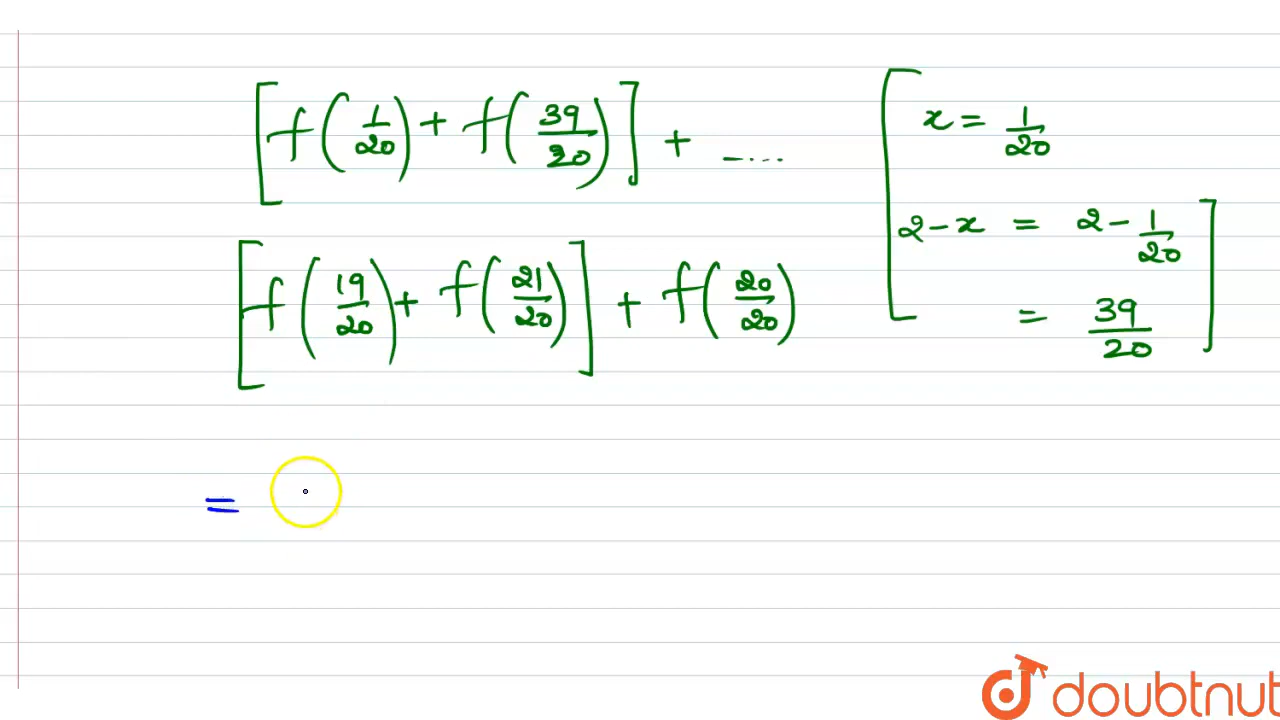 [f(1/20) + f(39/20)] + .....
[f(19/20) + f(21/20)] + f(20/20)
=
[x = 1/20
2 - x = 2 - 1/20
= 39/20]
doubtnut